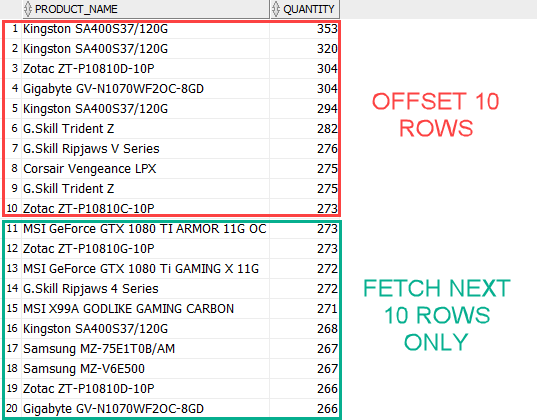 PRODUCT_NAME QUANTITY
1 Kingston SA400S37/120G 353
2 Kingston SA400S37/120G 320
3 Zotac ZT-P10810D-10P 304
4 Gigabyte GV-N1070WF2OC-8GD 304
5 Kingston SA400S37/120G 294
6 G.Skill Trident Z 282
7 G.Skill Ripjaws V Series 276
8 Corsair Vengeance LPX 275
9 G.Skill Trident Z 275
10 Zotac ZT-P10810C-10P 273
OFFSET 10
ROWS
11 MSI GeForce GTX 1080 TI ARMOR 11G OC 273
12 Zotac ZT-P10810G-10P 273
13 MSI GeForce GTX 1080 Ti GAMING X 11G 272
14 G.Skill Ripjaws 4 Series 272
15 MSI X99A GODLIKE GAMING CARBON 271
16 Kingston SA400S37/120G 268
17 Samsung MZ-75E1T0B/AM 267
18 Samsung MZ-V6E500 267
19 Zotac ZT-P10810D-10P 266
20 Gigabyte GV-N1070WF2OC-8GD 266
FETCH NEXT
10 ROWS
ONLY